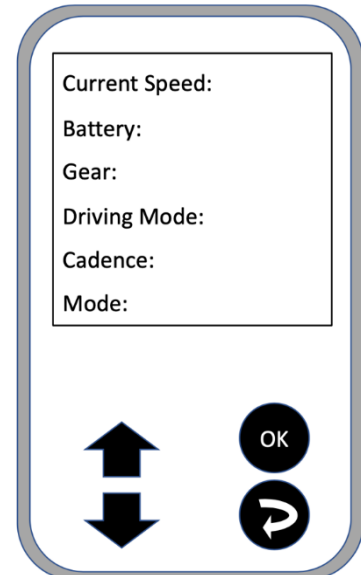 Current Speed:
Battery:
Gear:
Driving Mode:
Cadence:
Mode:
OK